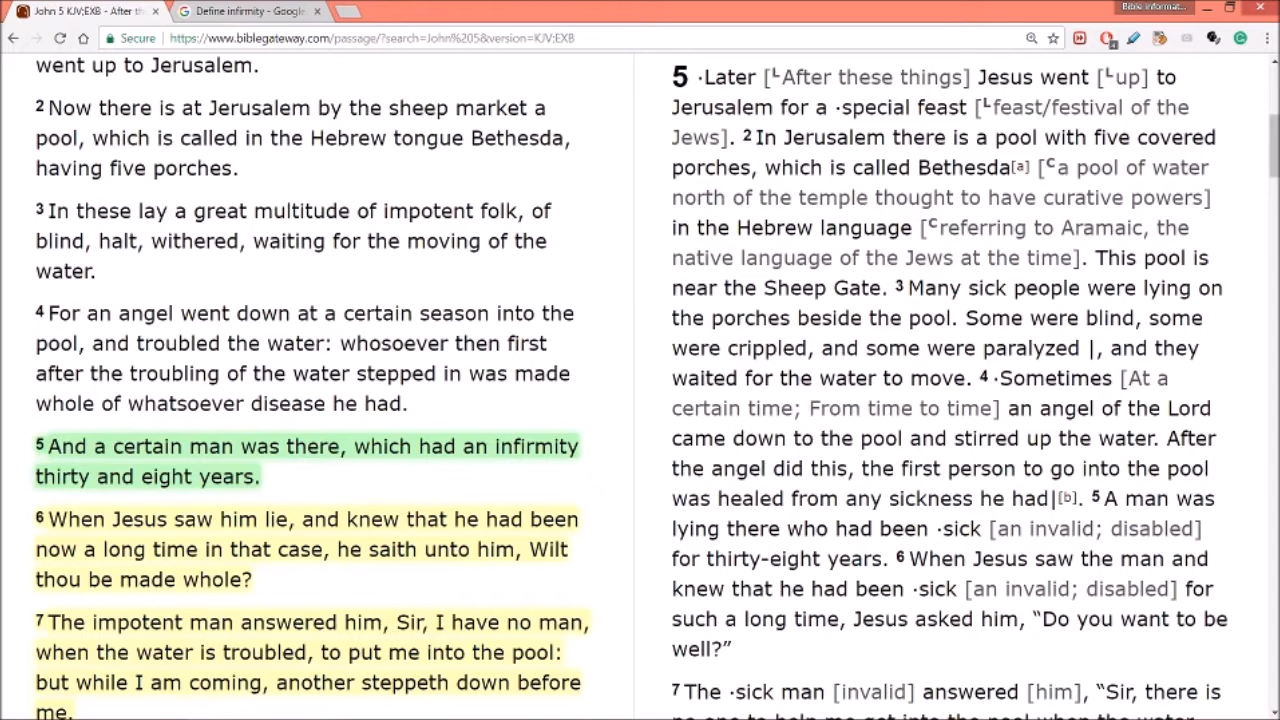 John 5 KJV;EXB - After th
Define infirmity - Google
Bible Informat...
Secure
https://www.biblegateway.com/passage/?search=John%205&version=KJV;EXB
went up to Jerusalem.
2 Now there is at Jerusalem by the sheep market a
pool, which is called in the Hebrew tongue Bethesda,
having five porches.
3 In these lay a great multitude of impotent folk, of
blind, halt, withered, waiting for the moving of the
water.
4 For an angel went down at a certain season into the
pool, and troubled the water: whosoever then first
after the troubling of the water stepped in was made
whole of whatsoever disease he had.
5 And a certain man was there, which had an infirmity
thirty and eight years.
6 When Jesus saw him lie, and knew that he had been
now a long time in that case, he saith unto him, Wilt
thou be made whole?
7 The impotent man answered him, Sir, I have no man,
when the water is troubled, to put me into the pool:
but while I am coming, another steppeth down before
me.
5 ·Later [LAfter these things] Jesus went [Lup] to
Jerusalem for a ·special feast [Lfeast/festival of the
Jews]. 2 In Jerusalem there is a pool with five covered
porches, which is called Bethesda[a] [Ca pool of water
north of the temple thought to have curative powers]
in the Hebrew language [Creferring to Aramaic, the
native language of the Jews at the time]. This pool is
near the Sheep Gate. 3 Many sick people were lying on
the porches beside the pool. Some were blind, some
were crippled, and some were paralyzed |, and they
waited for the water to move. 4 ·Sometimes [At a
certain time; From time to time] an angel of the Lord
came down to the pool and stirred up the water. After
the angel did this, the first person to go into the pool
was healed from any sickness he had|[b]. 5 A man was
lying there who had been ·sick [an invalid; disabled]
for thirty-eight years. 6 When Jesus saw the man and
knew that he had been ·sick [an invalid; disabled] for
such a long time, Jesus asked him, “Do you want to be
well?”
7 The ·sick man [invalid] answered [him], “Sir, there is
no one to help me get into the pool when the water